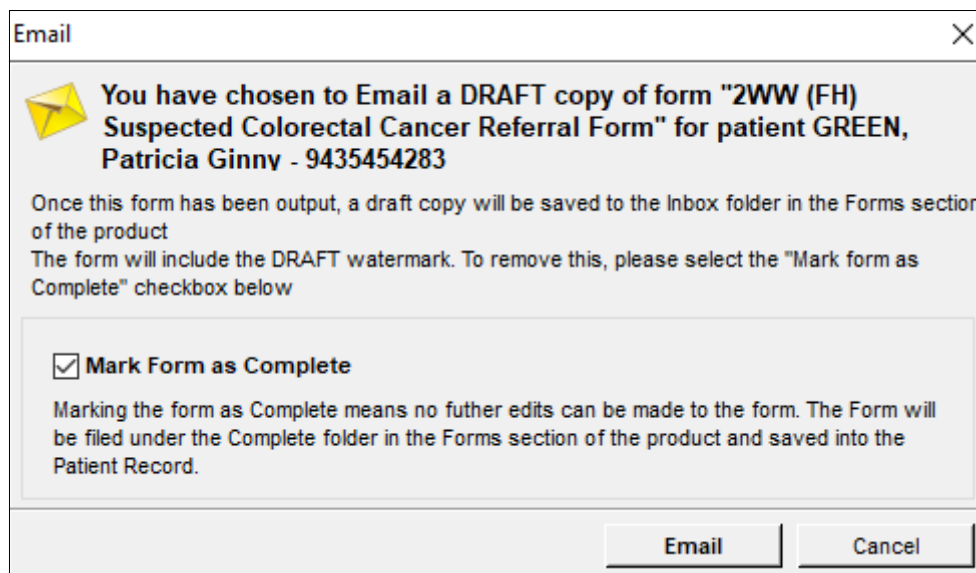 Email
You have chosen to Email a DRAFT copy of form "2WW (FH)
Suspected Colorectal Cancer Referral Form" for patient GREEN,
Patricia Ginny - 9435454283
Once this form has been output, a draft copy will be saved to the Inbox folder in the Forms section
of the product
The form will include the DRAFT watermark. To remove this, please select the "Mark form as
Complete" checkbox below
Mark Form as Complete
Marking the form as Complete means no futher edits can be made to the form. The Form will
be filed under the Complete folder in the Forms section of the product and saved into the
Patient Record.
Email
Cancel